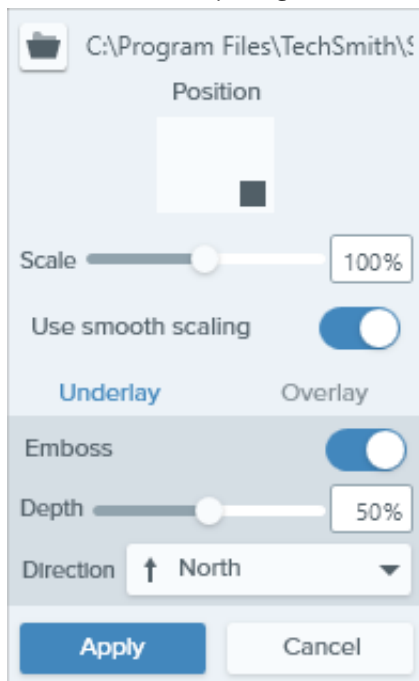 C:\Program Files\TechSmith\
Position
Scale 100%
Use smooth scaling
Underlay Overlay
Emboss
Depth 50%
Direction North
Apply Cancel